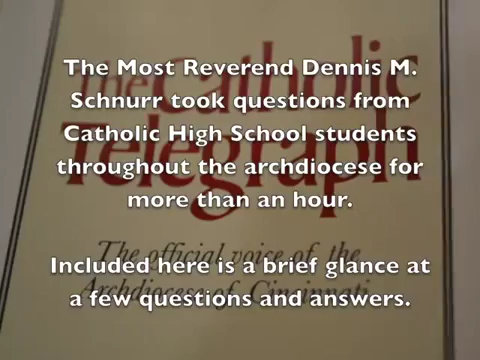 The Most Reverend Dennis M.
Schnurr took questions from
Catholic High School students
throughout the archdiocese for
more than an hour.
Included here is a brief glance at
a few questions and answers.
The Catholic
Telegraph
The official voice of the
Archdiocese of Cincinnati